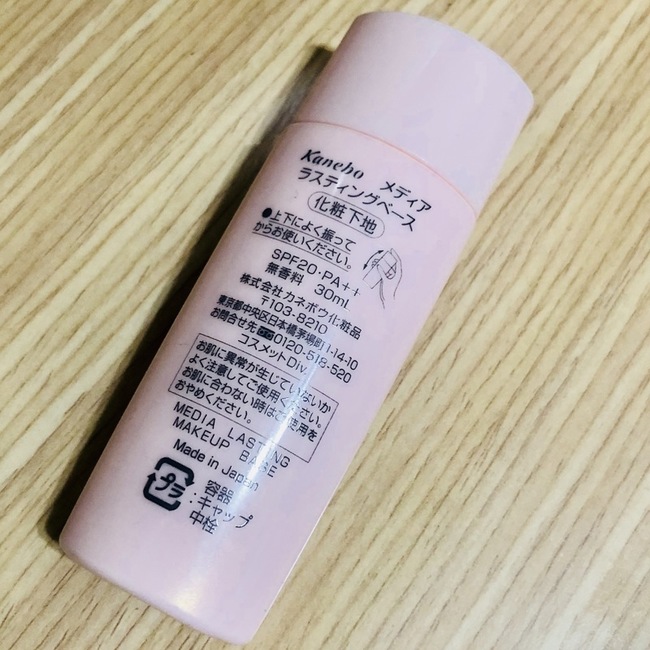 Kanebo メディア
ラスティングベース
化粧下地
●上下によく振って
からお使いください。
SPF20・PA++
無香料 30mL
株式会社カネボウ化粧品
〒103-8210
東京都中央区日本橋茅場町1-14-10
お問合せ先 0120-518-520
コスメットDiv.
お肌に異常が生じていないか
よく注意してご使用ください。
お肌に合わない時はご使用を
おやめください。
MEDIA LASTING
MAKEUP BASE
Made in Japan
プラ
容器
:キャップ
中栓